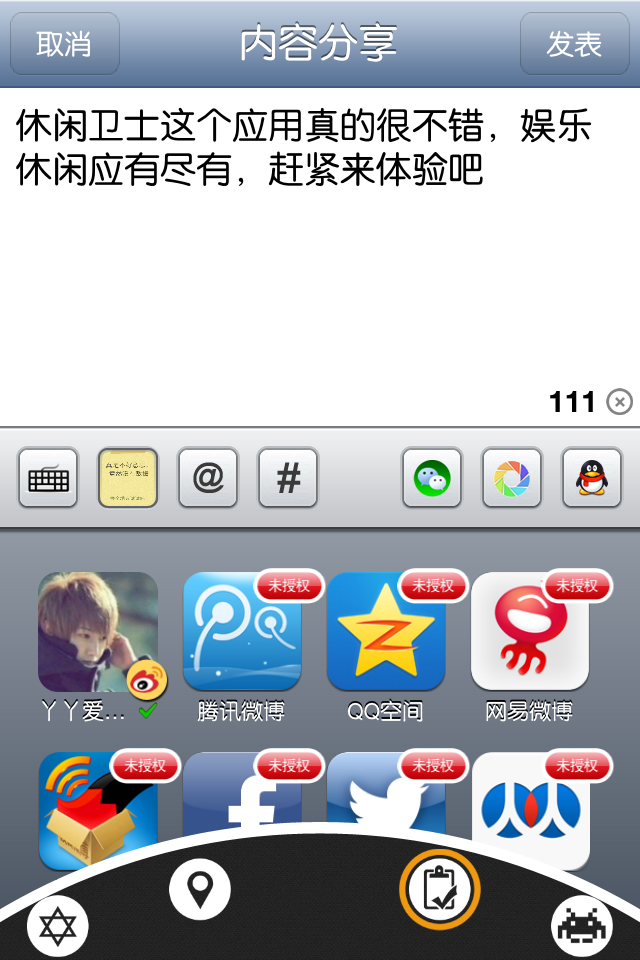 取消
内容分享
发表
休闲卫士这个应用真的很不错，娱乐
休闲应有尽有，赶紧来体验吧
111
@
#
未授权
未授权
未授权
丫丫爱...
腾讯微博
QQ空间
网易微博
未授权
未授权
未授权
未授权